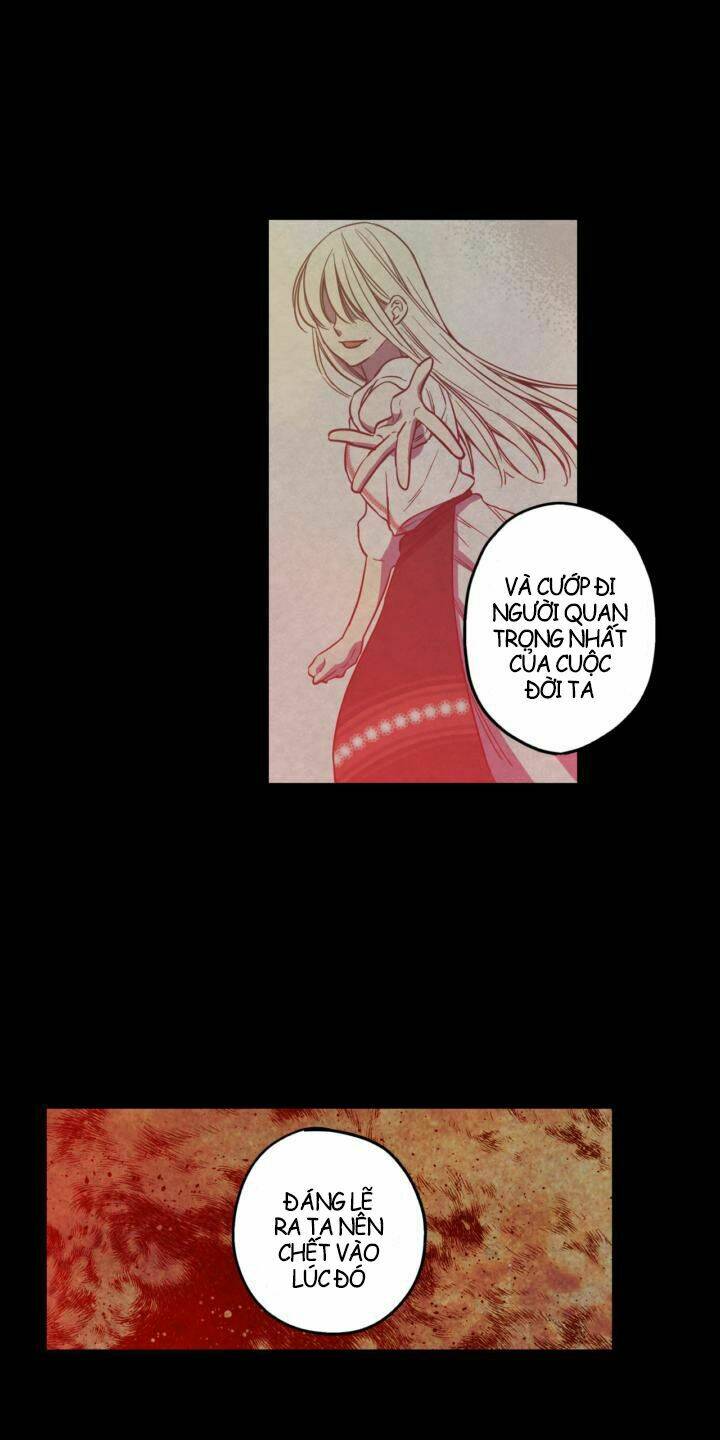 VÀ CƯỚP ĐI
NGƯỜI QUAN
TRỌNG NHẤT
CỦA CUỘC
ĐỜI TA
ĐÁNG LẼ
RA TA NÊN
CHẾT VÀO
LÚC ĐÓ